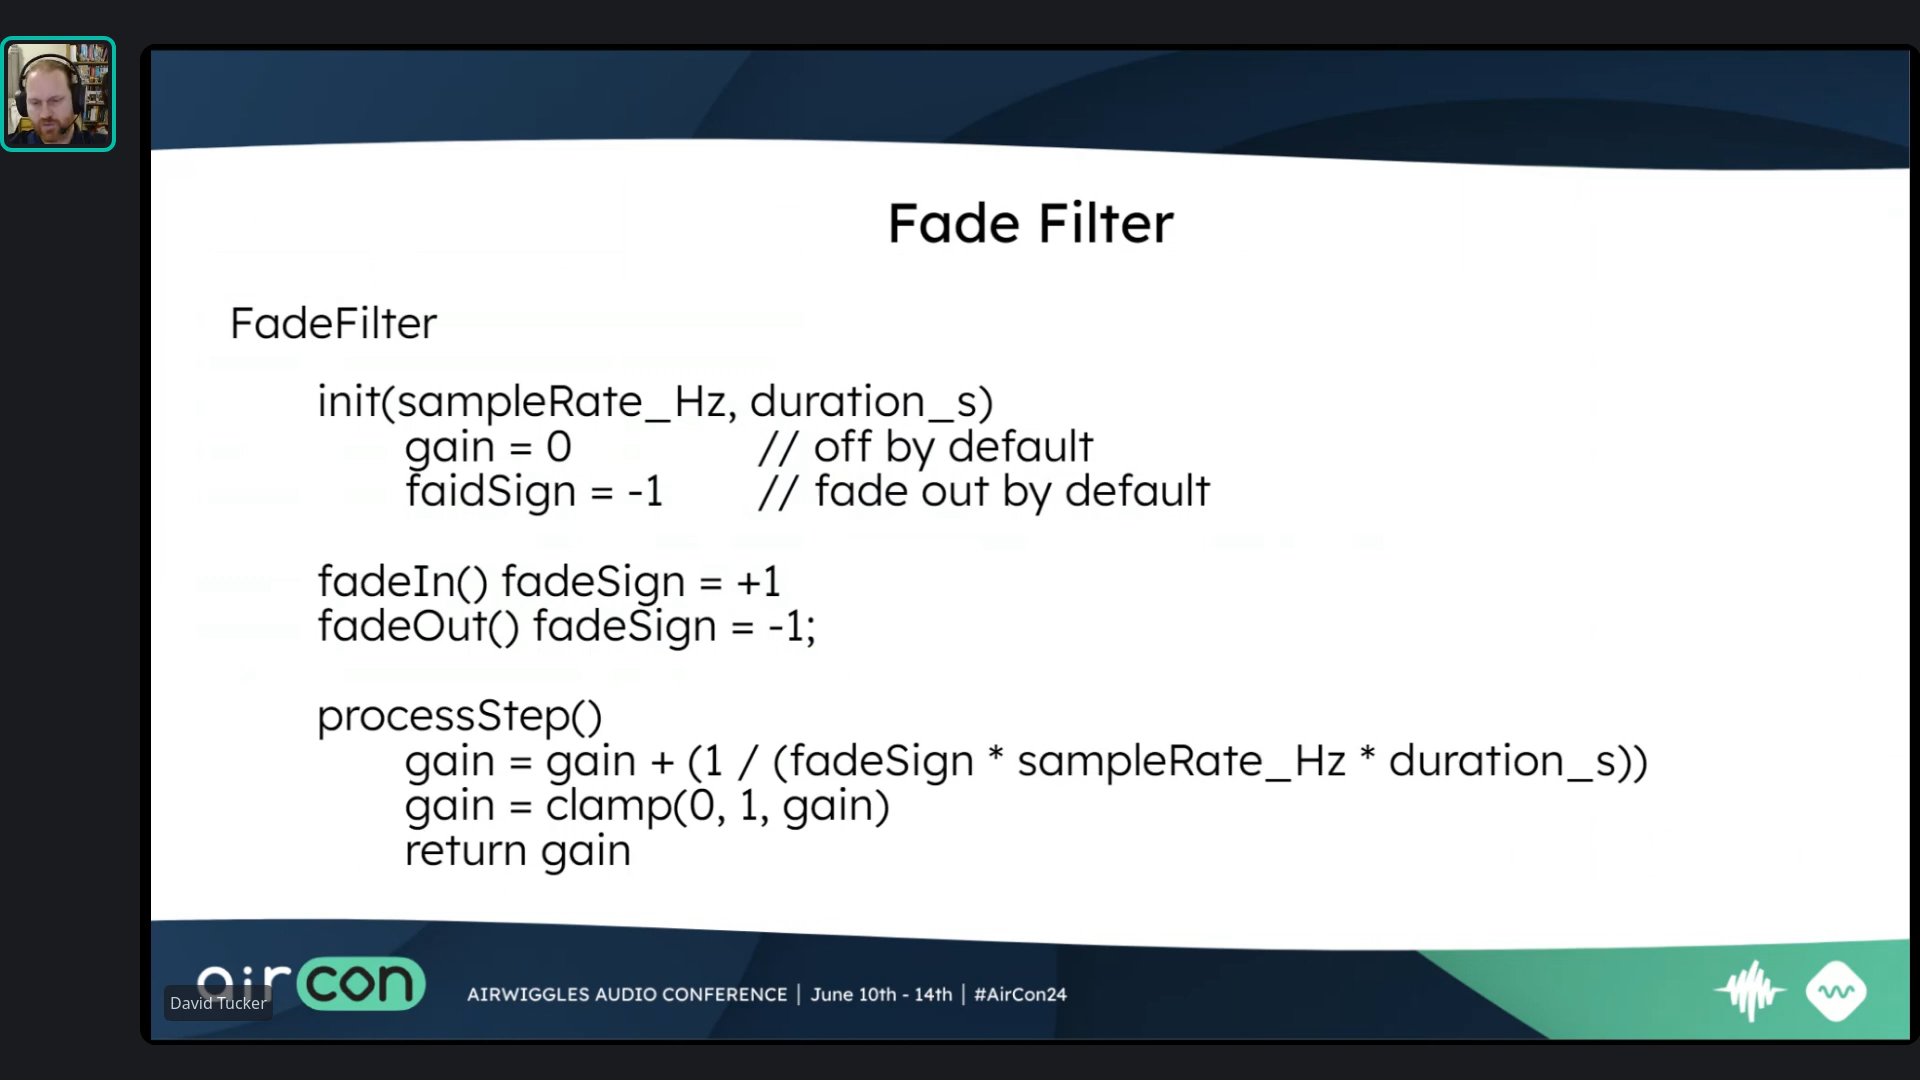 Fade Filter
FadeFilter
init(sampleRate_Hz, duration_s)
gain = 0 // off by default
faidSign = -1 // fade out by default
fadeIn() fadeSign = +1
fadeOut() fadeSign = -1;
processStep()
gain = gain + (1 / (fadeSign * sampleRate_Hz * duration_s))
gain = clamp(0, 1, gain)
return gain
air con
David Tucker
AIRWIGGLES AUDIO CONFERENCE | June 10th - 14th | #AirCon24